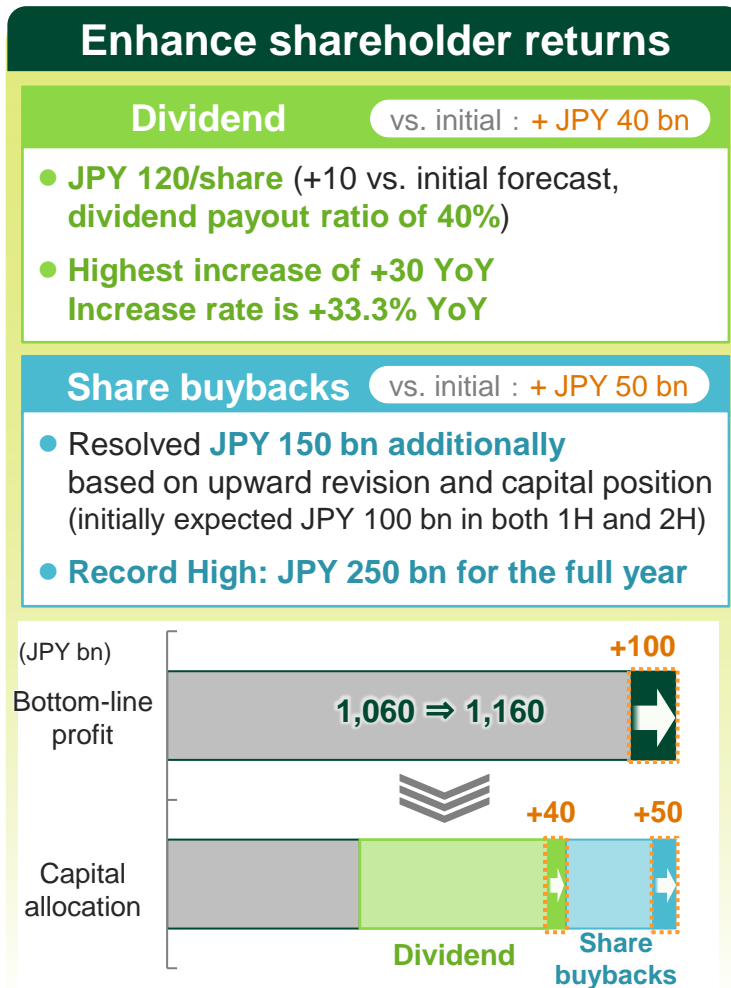 Enhance shareholder returns
Dividend
vs. initial : + JPY 40 bn
● JPY 120/share (+10 vs. initial forecast,
dividend payout ratio of 40%)
● Highest increase of +30 YoY
Increase rate is +33.3% YoY
Share buybacks
vs. initial : + JPY 50 bn
● Resolved JPY 150 bn additionally
based on upward revision and capital position
(initially expected JPY 100 bn in both 1H and 2H)
● Record High: JPY 250 bn for the full year
(JPY bn)
+100
Bottom-line
profit
1,060 ⇒ 1,160
+40
+50
Capital
allocation
Dividend
Share
buybacks